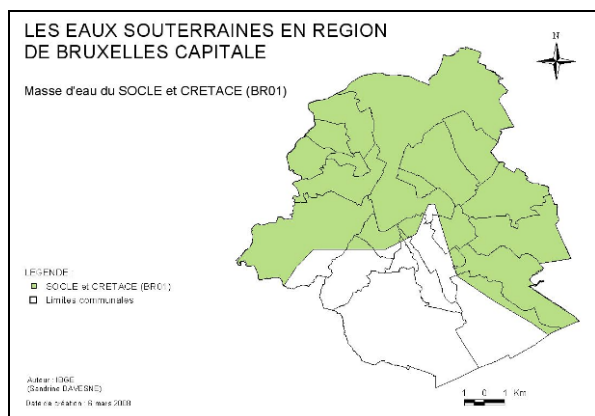 LES EAUX SOUTERRAINES EN REGION
DE BRUXELLES CAPITALE
N
Masse d'eau du SOCLE et CRETACE (BR01)
LEGENDE
SOCLE et CRETACE (BR01)
Limites communales
Auteur : IBGE
(Sandrine DAVESNE)
Date de création : 6 mars 2008
1 0 1 Km